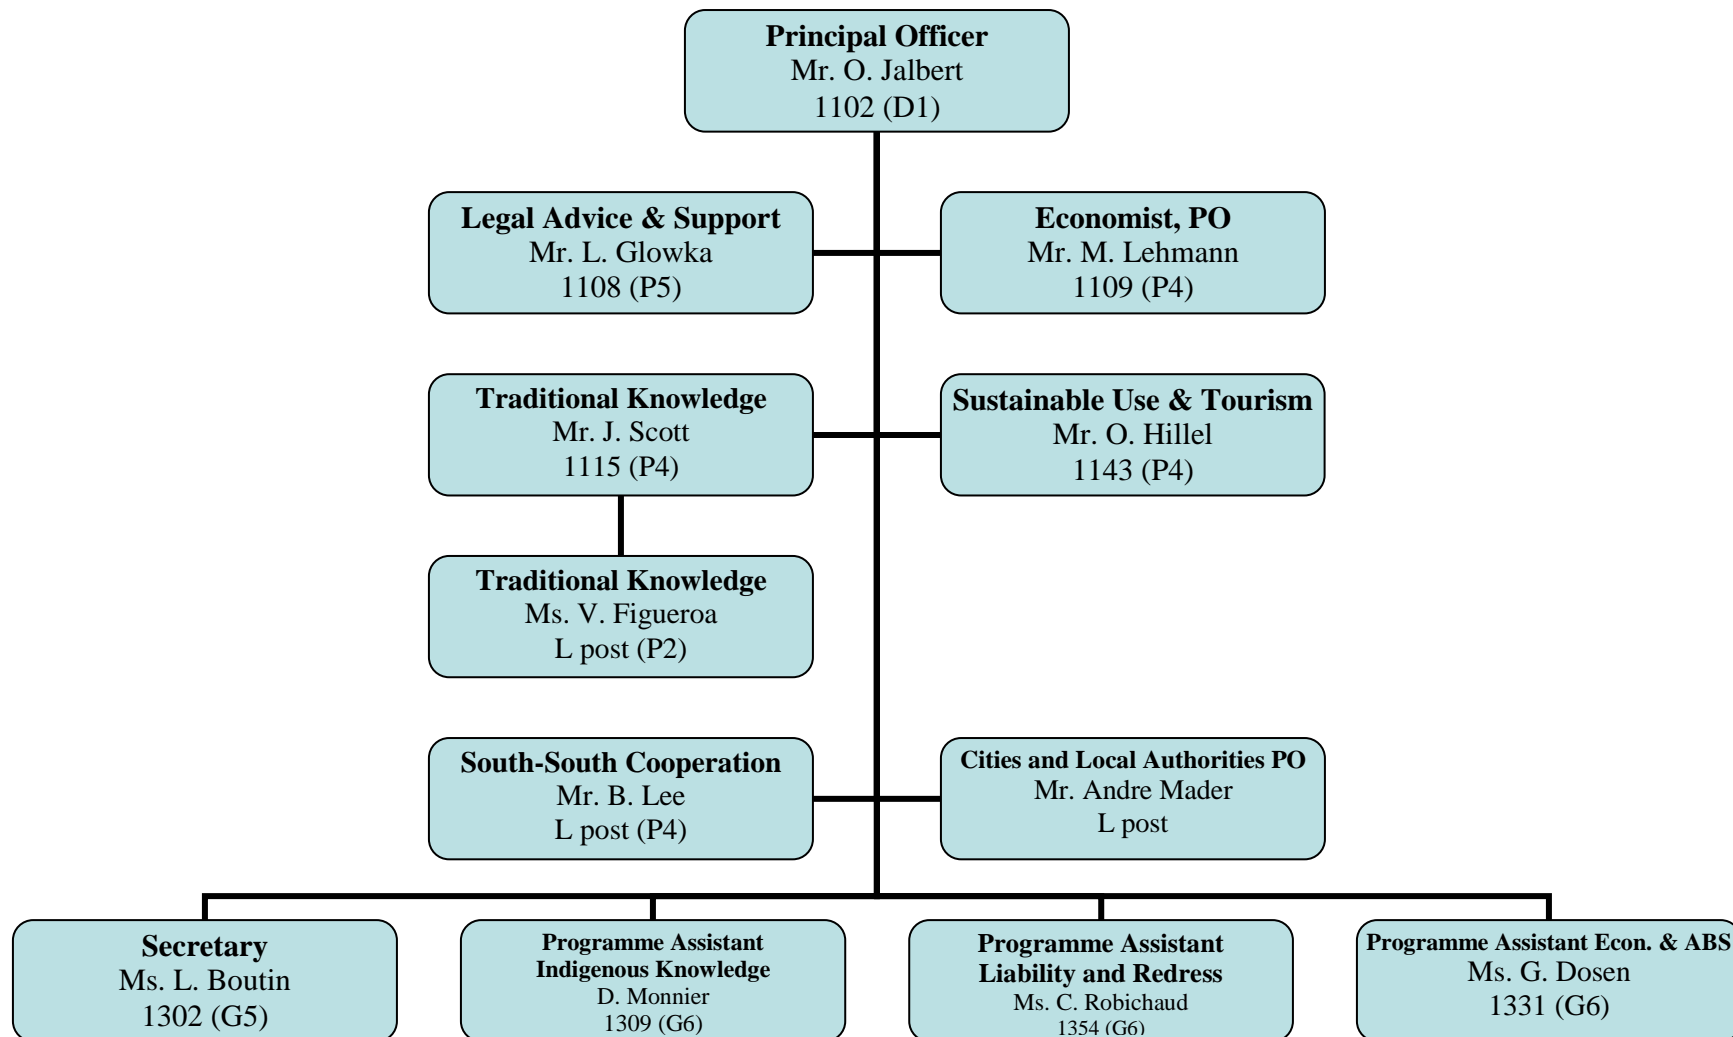 Principal Officer
Mr. O. Jalbert
1102 (D1)
Legal Advice & Support
Mr. L. Glowka
1108 (P5)
Economist, PO
Mr. M. Lehmann
1109 (P4)
Traditional Knowledge
Mr. J. Scott
1115 (P4)
Sustainable Use & Tourism
Mr. O. Hillel
1143 (P4)
Traditional Knowledge
Ms. V. Figueroa
L post (P2)
South-South Cooperation
Mr. B. Lee
L post (P4)
Cities and Local Authorities PO
Mr. Andre Mader
L post
Secretary
Ms. L. Boutin
1302 (G5)
Programme Assistant
Indigenous Knowledge
D. Monnier
1309 (G6)
Programme Assistant
Liability and Redress
Ms. C. Robichaud
1354 (G6)
Programme Assistant Econ. & ABS
Ms. G. Dosen
1331 (G6)